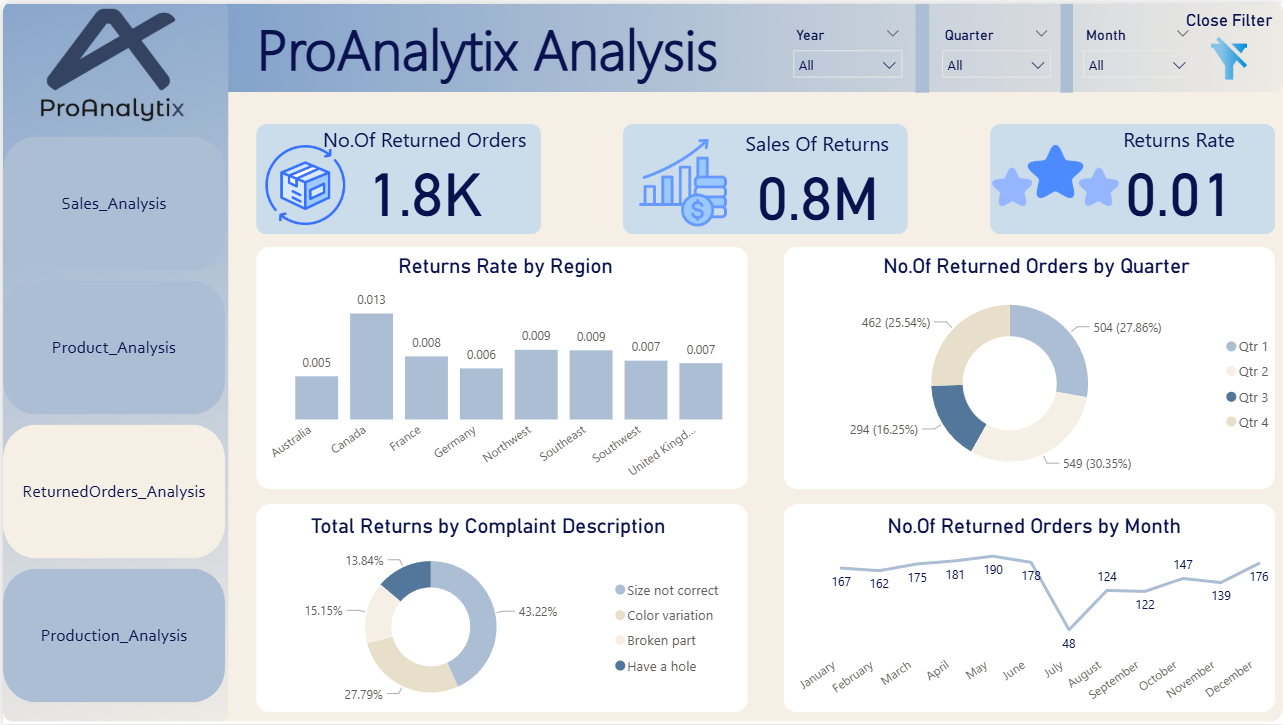 ProAnalytix
Sales_Analysis
Product_Analysis
ReturnedOrders_Analysis
Production_Analysis
ProAnalytix Analysis
Year
All
Quarter
All
Month
All
Close Filter
No.Of Returned Orders
1.8K
Sales Of Returns
$
0.8M
Returns Rate
0.01
Returns Rate by Region
0.005
0.013
0.008
0.006
0.009
0.009
0.007
0.007
Australia
Canada
France
Germany
Northwest
Southeast
Southwest
United Kingd...
No.Of Returned Orders by Quarter
462 (25.54%)
504 (27.86%)
294 (16.25%)
549 (30.35%)
Qtr 1
Qtr 2
Qtr 3
Qtr 4
Total Returns by Complaint Description
13.84%
15.15%
43.22%
27.79%
Size not correct
Color variation
Broken part
Have a hole
No.Of Returned Orders by Month
167
162
175
181
190
178
48
124
122
147
139
176
January
February
March
April
May
June
July
August
September
October
November
December